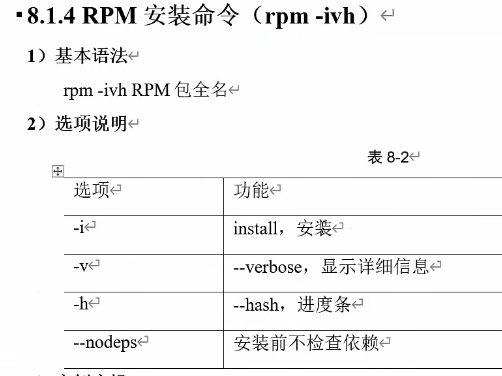 8.1.4 RPM 安装命令（rpm -ivh）
1）基本语法
rpm -ivh RPM 包全名
2）选项说明
表 8-2
选项 功能
-i install，安装
-v --verbose，显示详细信息
-h --hash，进度条
--nodeps 安装前不检查依赖